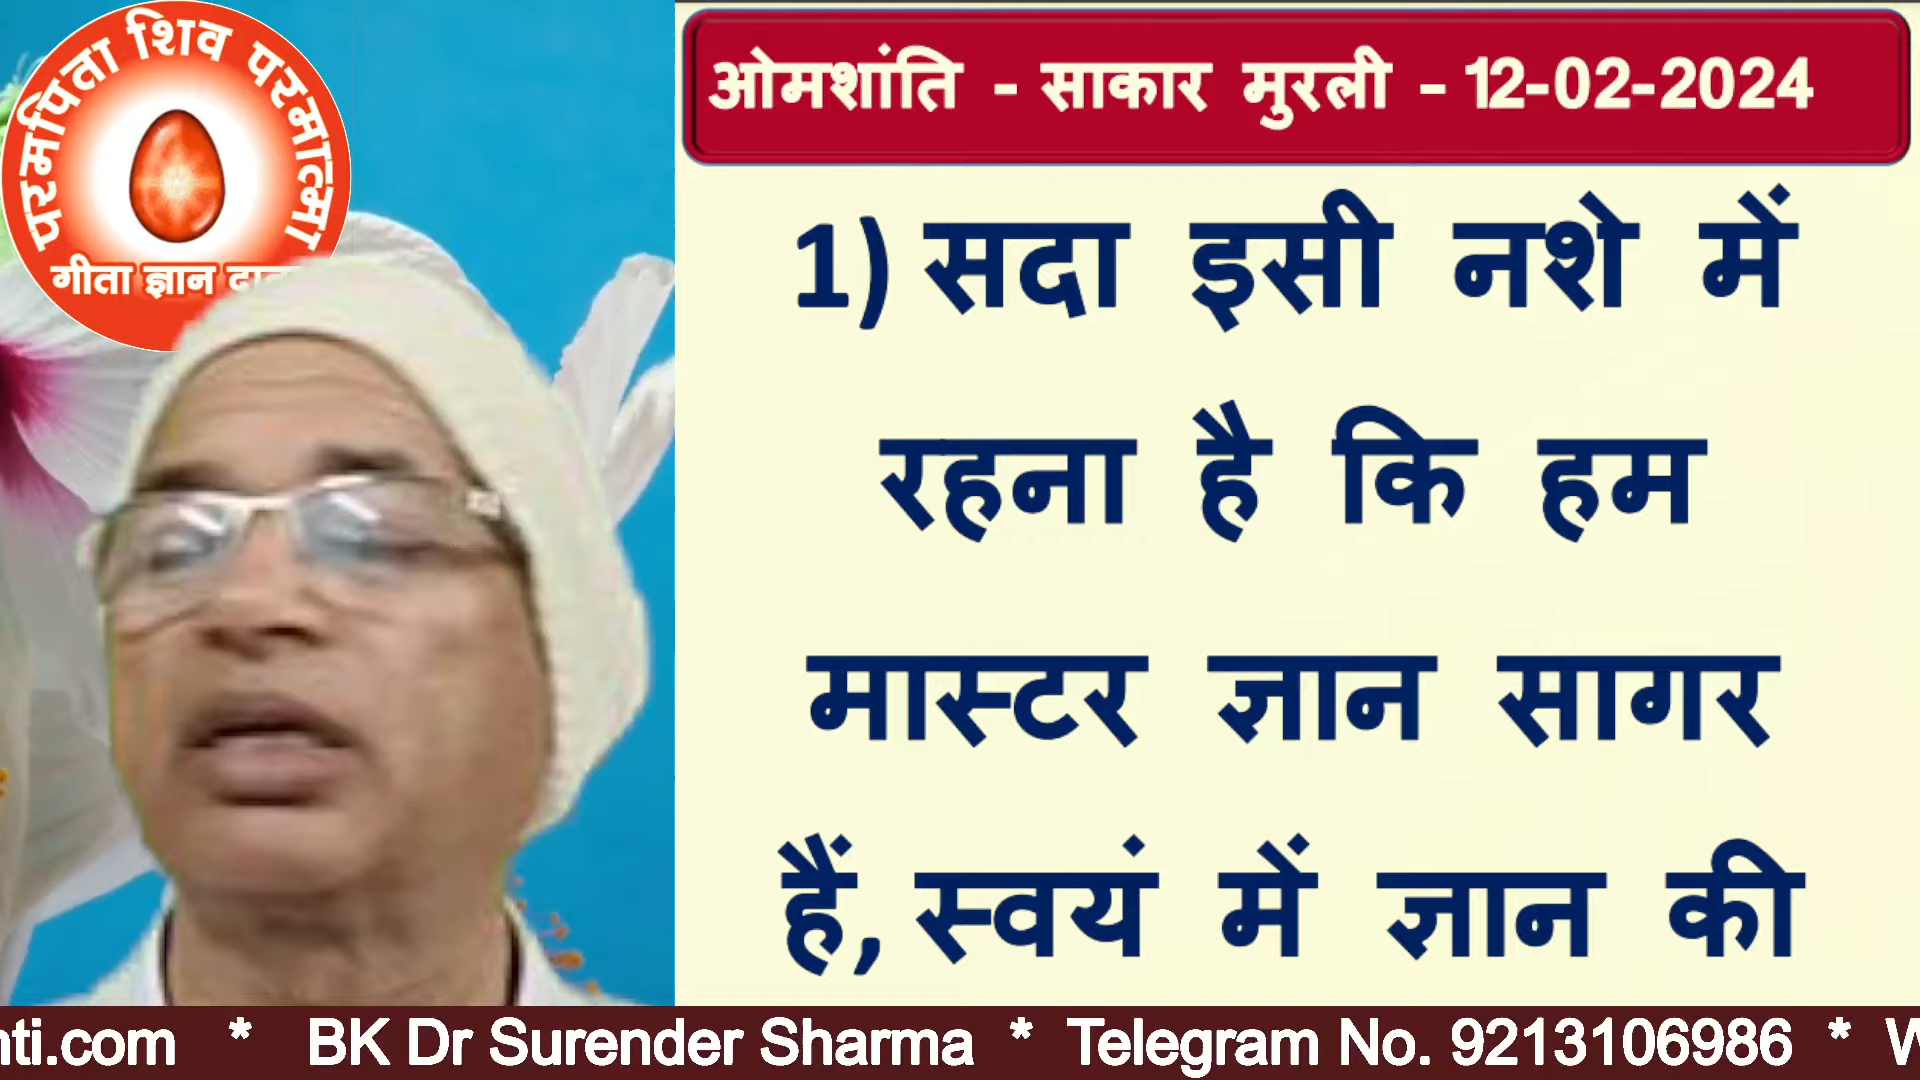 परमपिता शिव परमात्मा
गीता ज्ञान
ओमशांति - साकार मुरली - 12-02-2024
1) सदा इसी नशे में
रहना है कि हम
मास्टर ज्ञान सागर
हैं, स्वयं में ज्ञान की
nti.com * BK Dr Surender Sharma * Telegram No. 9213106986 * W